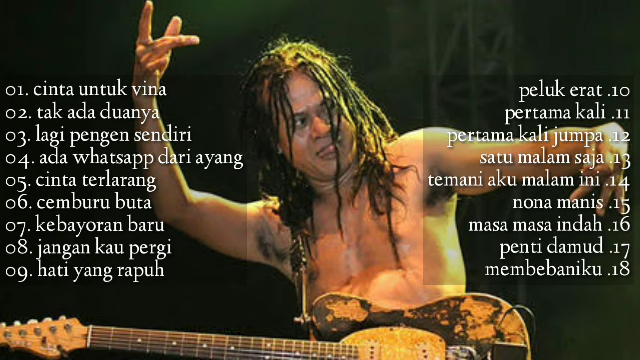 01. cinta untuk vina
02. tak ada duanya
03. lagi pengen sendiri
04. ada whatsapp dari ayang
05. cinta terlarang
06. cemburu buta
07. kebayoran baru
08. jangan kau pergi
09. hati yang rapuh
peluk erat .10
pertama kali .11
pertama kali jumpa .12
satu malam saja .13
temani aku malam ini .14
nona manis .15
masa masa indah .16
penti damud .17
membebaniku .18